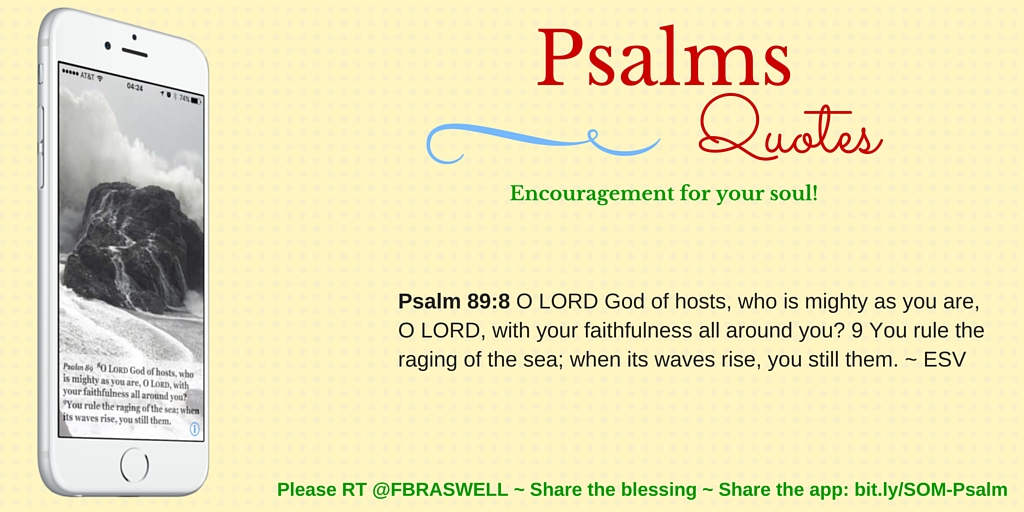 AT&T
04:24
74%
Psalm 89 ⁸O LORD God of hosts, who
is mighty as you are, O LORD, with
your faithfulness all around you?
⁹You rule the raging of the sea; when
its waves rise, you still them.
Psalms
Quotes
Encouragement for your soul!
Psalm 89:8 O LORD God of hosts, who is mighty as you are,
O LORD, with your faithfulness all around you? 9 You rule the
raging of the sea; when its waves rise, you still them. ~ ESV
Please RT @FBRASWELL ~ Share the blessing ~ Share the app: bit.ly/SOM-Psalm